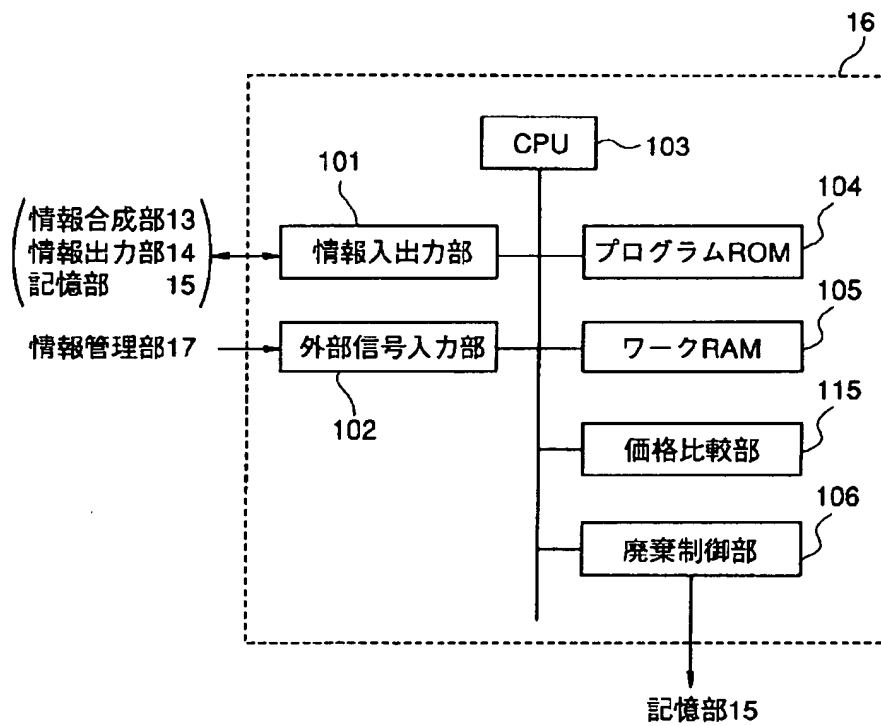 16
CPU
103
101
104
情報合成部13
情報出力部14
記憶部 15
情報入出力部
プログラムROM
105
情報管理部17
外部信号入力部
ワークRAM
102
115
価格比較部
106
廃棄制御部
記憶部15